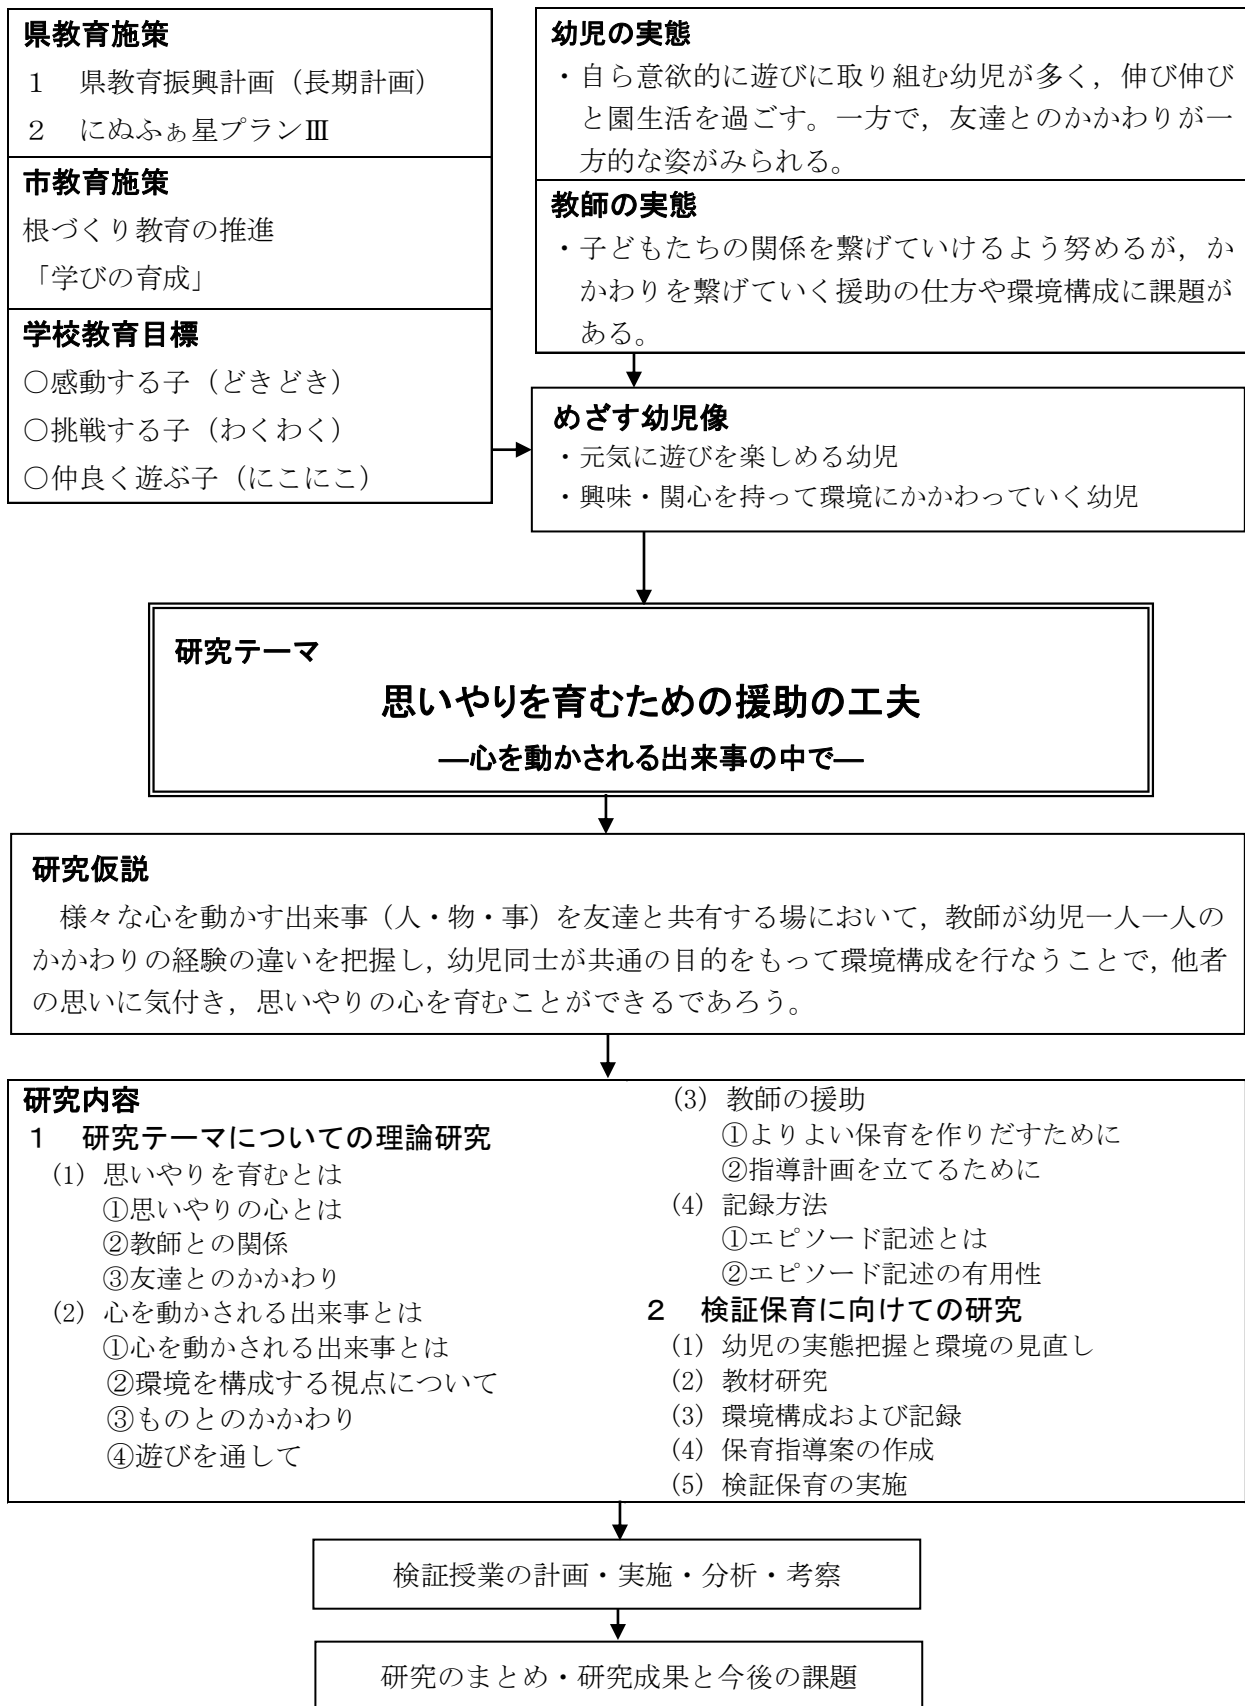 県教育施策
１　県教育振興計画（長期計画）
２　にぬふぁ星プランⅢ
市教育施策
根づくり教育の推進
「学びの育成」
学校教育目標
○感動する子（どきどき）
○挑戦する子（わくわく）
○仲良く遊ぶ子（にこにこ）
幼児の実態
・自ら意欲的に遊びに取り組む幼児が多く，伸び伸び
と園生活を過ごす。一方で，友達とのかかわりが一
方的な姿がみられる。
教師の実態
・子どもたちの関係を繋げていけるよう努めるが，か
かわりを繋げていく援助の仕方や環境構成に課題が
ある。
めざす幼児像
・元気に遊びを楽しめる幼児
・興味・関心を持って環境にかかわっていく幼児
研究テーマ
思いやりを育むための援助の工夫
―心を動かされる出来事の中で―
研究仮説
　様々な心を動かす出来事（人・物・事）を友達と共有する場において，教師が幼児一人一人の
かかわりの経験の違いを把握し，幼児同士が共通の目的をもって環境構成を行なうことで，他者
の思いに気付き，思いやりの心を育むことができるであろう。
研究内容
１　研究テーマについての理論研究
(1) 思いやりを育むとは
①思いやりの心とは
②教師との関係
③友達とのかかわり
(2) 心を動かされる出来事とは
①心を動かされる出来事とは
②環境を構成する視点について
③ものとのかかわり
④遊びを通して
(3) 教師の援助
①よりよい保育を作りだすために
②指導計画を立てるために
(4) 記録方法
①エピソード記述とは
②エピソード記述の有用性
２　検証保育に向けての研究
(1) 幼児の実態把握と環境の見直し
(2) 教材研究
(3) 環境構成および記録
(4) 保育指導案の作成
(5) 検証保育の実施
検証授業の計画・実施・分析・考察
研究のまとめ・研究成果と今後の課題